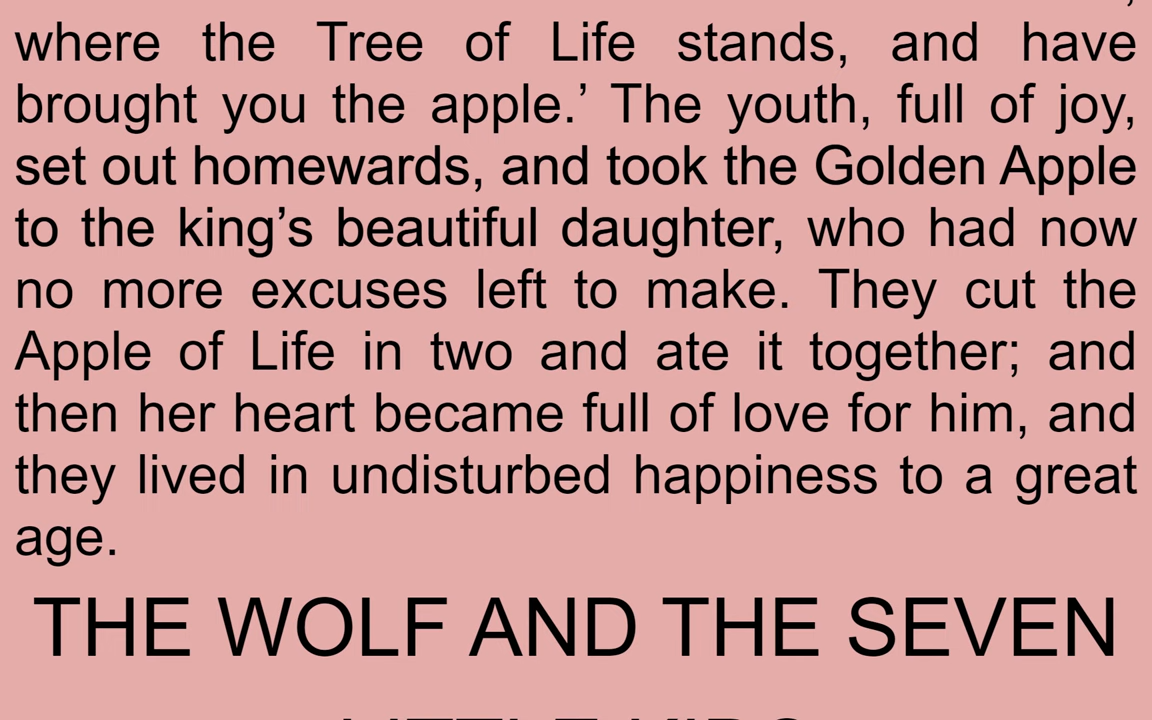 where the Tree of Life stands, and have
brought you the apple.’ The youth, full of joy,
set out homewards, and took the Golden Apple
to the king’s beautiful daughter, who had now
no more excuses left to make. They cut the
Apple of Life in two and ate it together; and
then her heart became full of love for him, and
they lived in undisturbed happiness to a great
age.
THE WOLF AND THE SEVEN